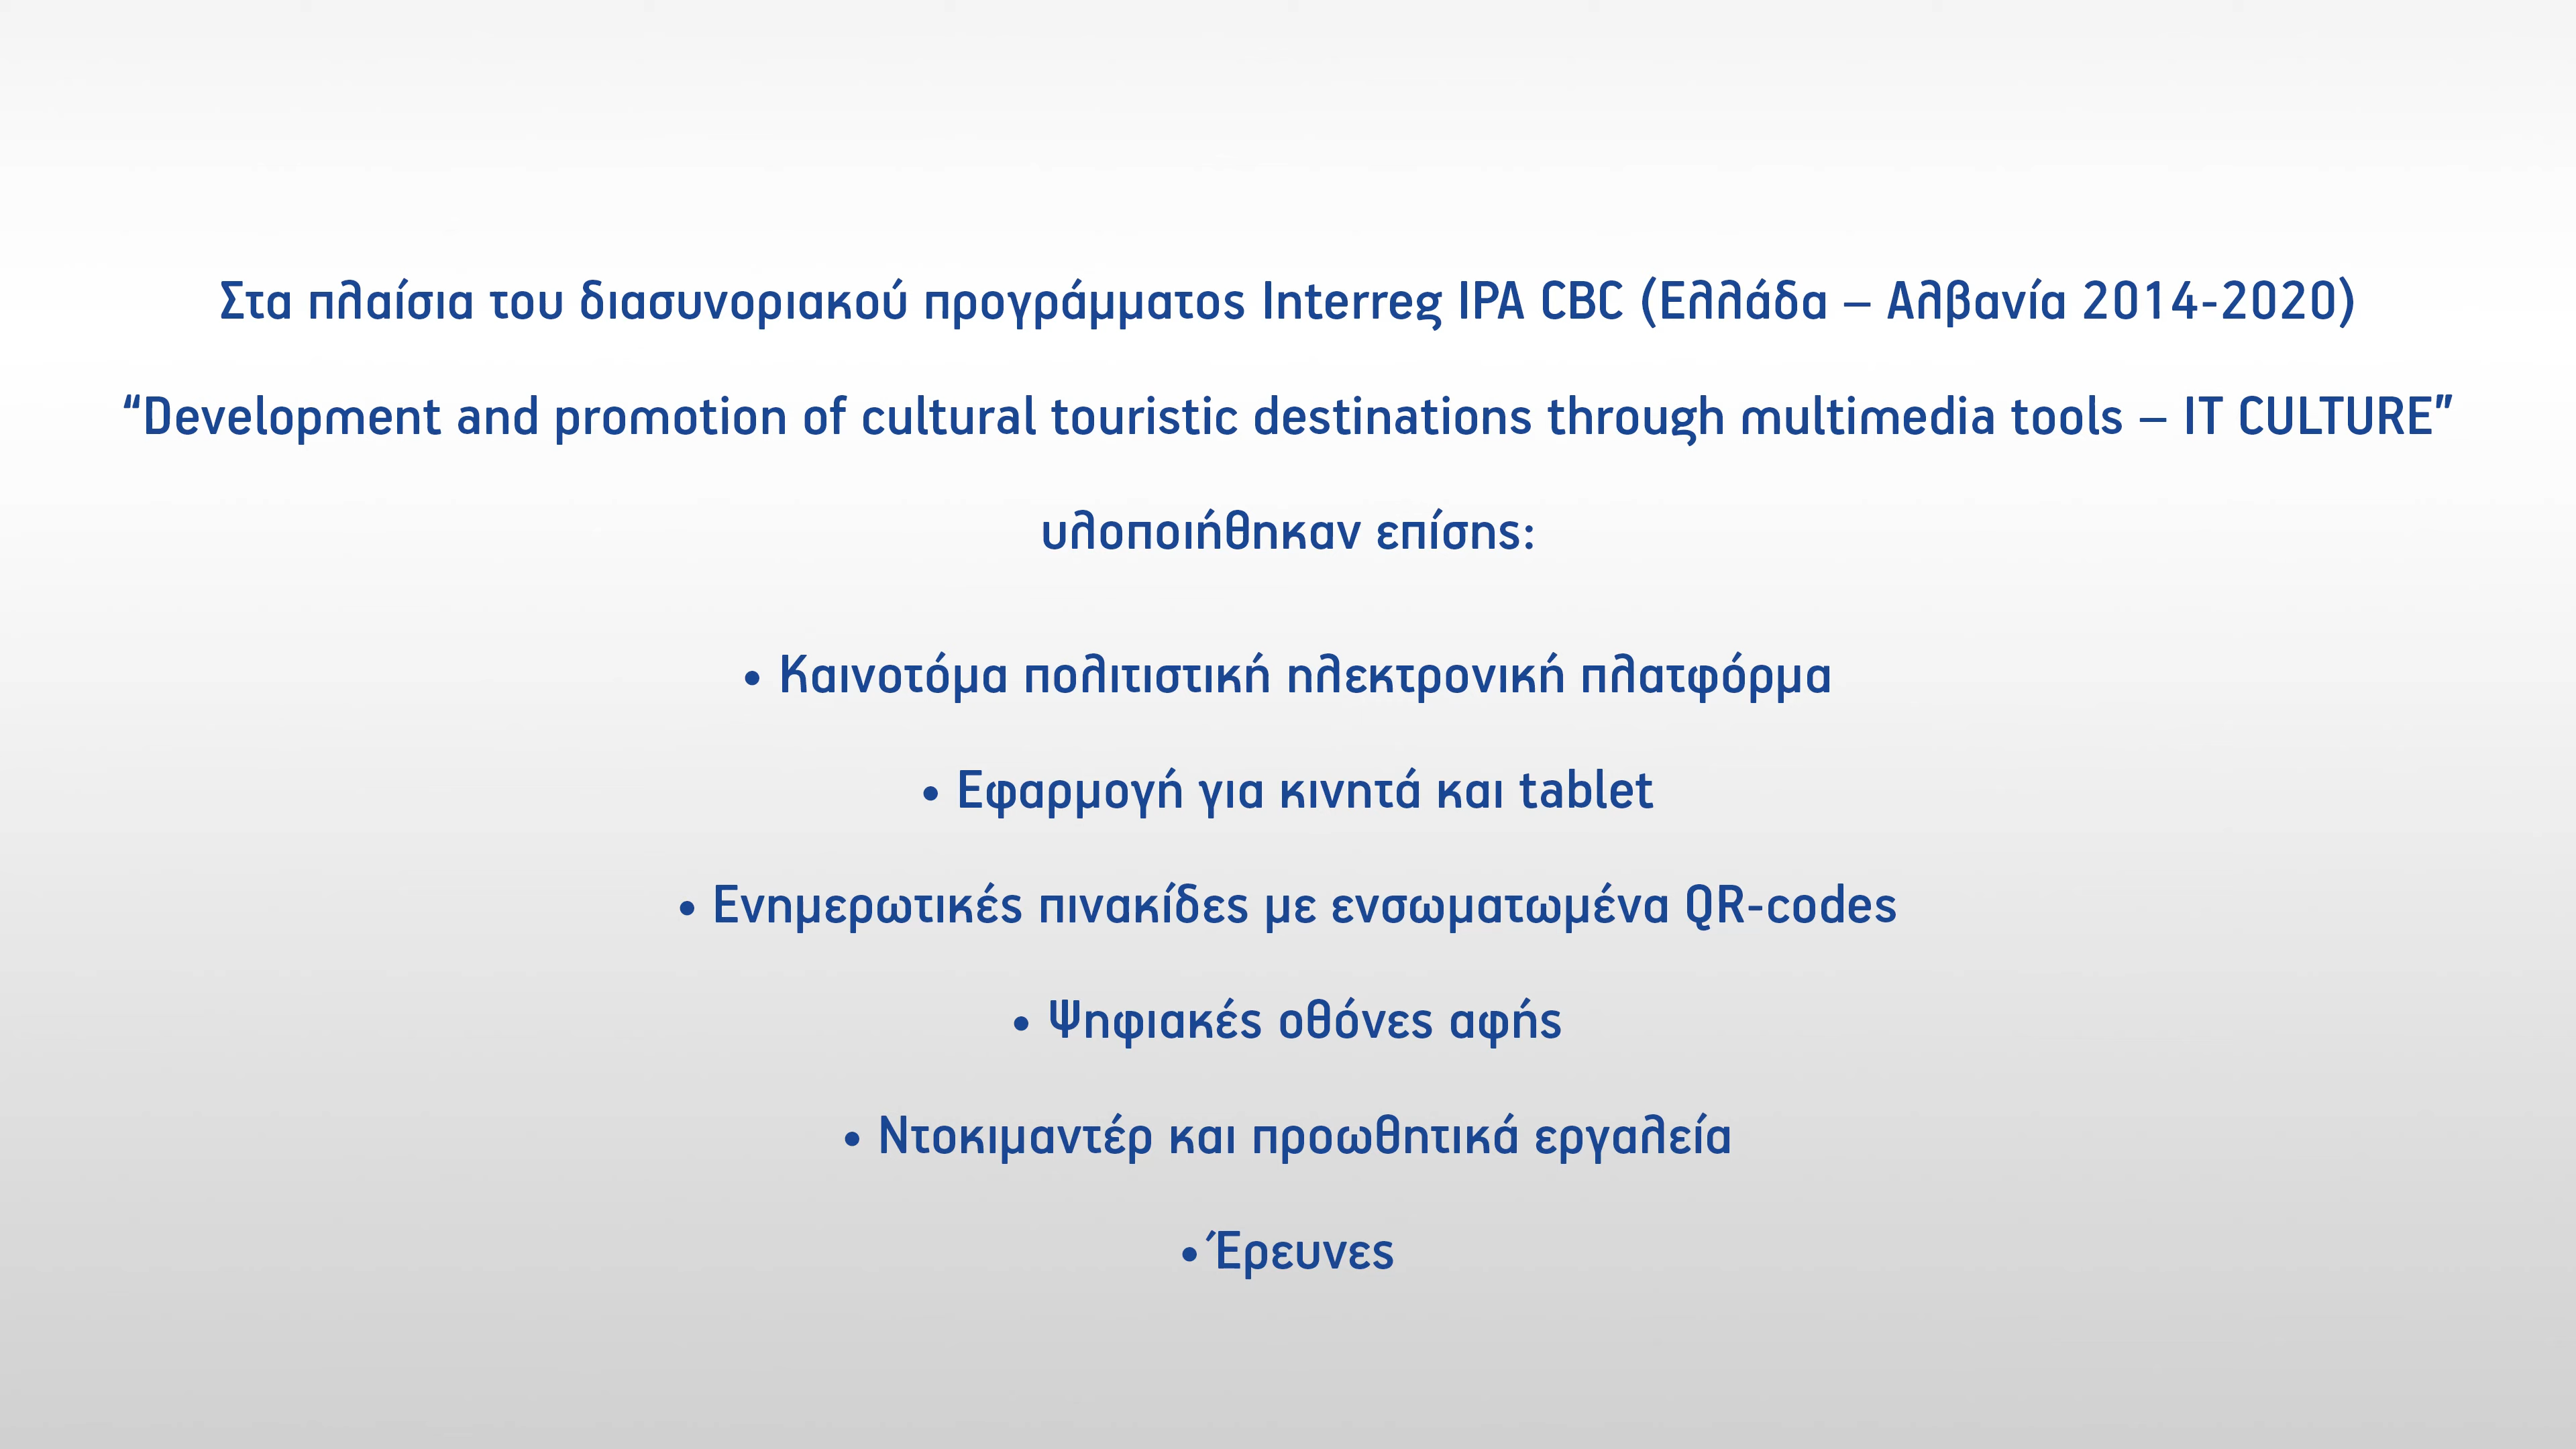 Στα πλαίσια του διασυνοριακού προγράμματος Interreg IPA CBC (Ελλάδα – Αλβανία 2014-2020)
“Development and promotion of cultural touristic destinations through multimedia tools – IT CULTURE”
υλοποιήθηκαν επίσης:
• Καινοτόμα πολιτιστική ηλεκτρονική πλατφόρμα
• Εφαρμογή για κινητά και tablet
• Ενημερωτικές πινακίδες με ενσωματωμένα QR-codes
• Ψηφιακές οθόνες αφής
• Ντοκιμαντέρ και προωθητικά εργαλεία
• Έρευνες